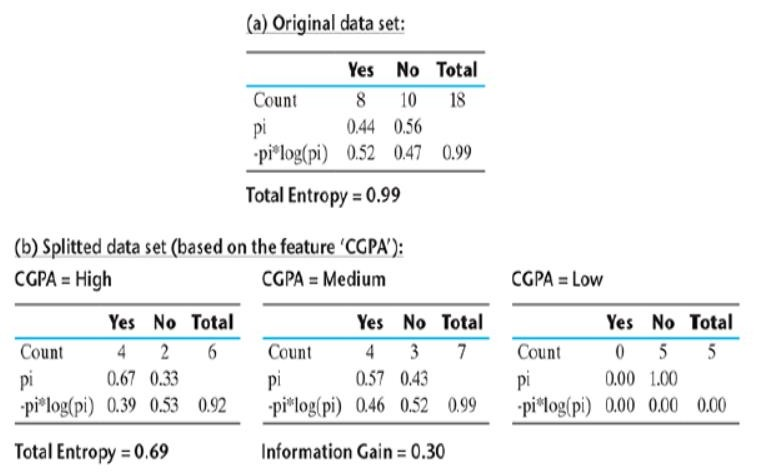 (a) Original data set:
Yes No Total
Count 8 10 18
pi 0.44 0.56
-pi*log(pi) 0.52 0.47 0.99
Total Entropy = 0.99
(b) Splitted data set (based on the feature ‘CGPA’):
CGPA = High CGPA = Medium CGPA = Low
Yes No Total Yes No Total Yes No Total
Count 4 2 6 Count 4 3 7 Count 0 5 5
pi 0.67 0.33 pi 0.57 0.43 pi 0.00 1.00
-pi*log(pi) 0.39 0.53 0.92 -pi*log(pi) 0.46 0.52 0.99 -pi*log(pi) 0.00 0.00 0.00
Total Entropy = 0.69 Information Gain = 0.30